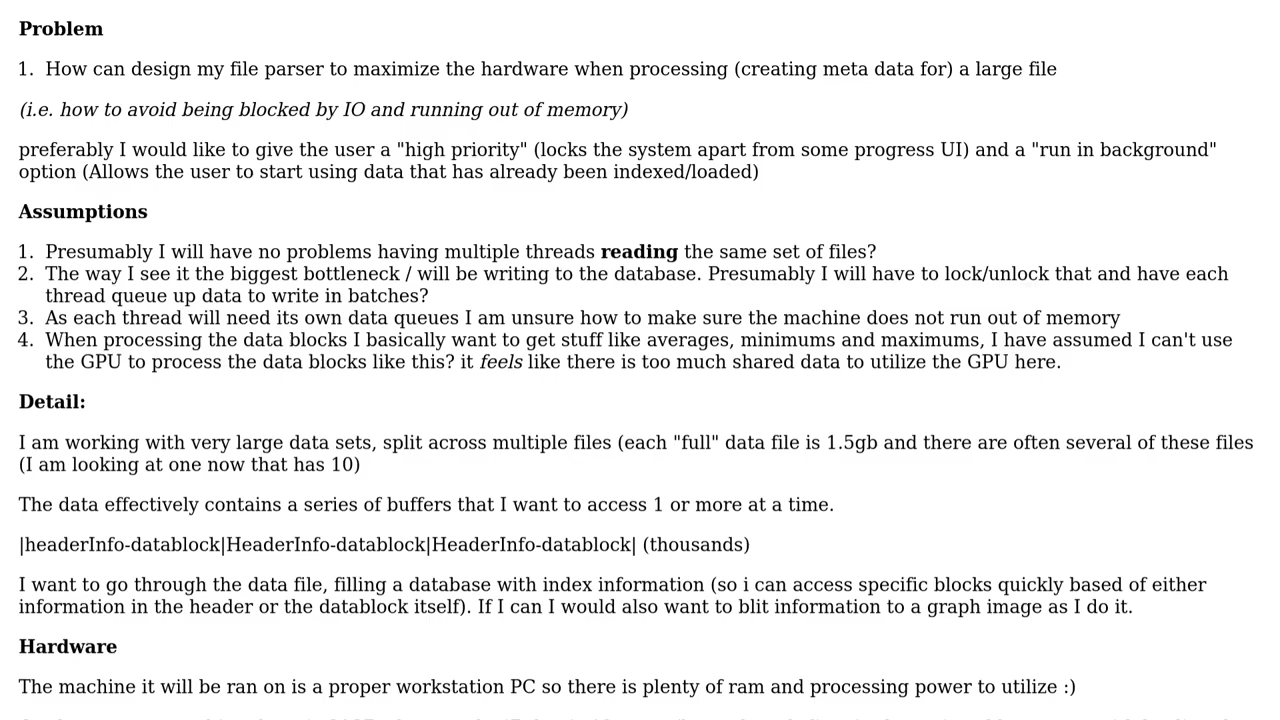 Problem
1. How can design my file parser to maximize the hardware when processing (creating meta data for) a large file
(i.e. how to avoid being blocked by IO and running out of memory)
preferably I would like to give the user a "high priority" (locks the system apart from some progress UI) and a "run in background"
option (Allows the user to start using data that has already been indexed/loaded)
Assumptions
1. Presumably I will have no problems having multiple threads reading the same set of files?
2. The way I see it the biggest bottleneck / will be writing to the database. Presumably I will have to lock/unlock that and have each
thread queue up data to write in batches?
3. As each thread will need its own data queues I am unsure how to make sure the machine does not run out of memory
4. When processing the data blocks I basically want to get stuff like averages, minimums and maximums, I have assumed I can't use
the GPU to process the data blocks like this? it feels like there is too much shared data to utilize the GPU here.
Detail:
I am working with very large data sets, split across multiple files (each "full" data file is 1.5gb and there are often several of these files
(I am looking at one now that has 10)
The data effectively contains a series of buffers that I want to access 1 or more at a time.
|headerInfo-datablock|HeaderInfo-datablock|HeaderInfo-datablock| (thousands)
I want to go through the data file, filling a database with index information (so i can access specific blocks quickly based of either
information in the header or the datablock itself). If I can I would also want to blit information to a graph image as I do it.
Hardware
The machine it will be ran on is a proper workstation PC so there is plenty of ram and processing power to utilize :)